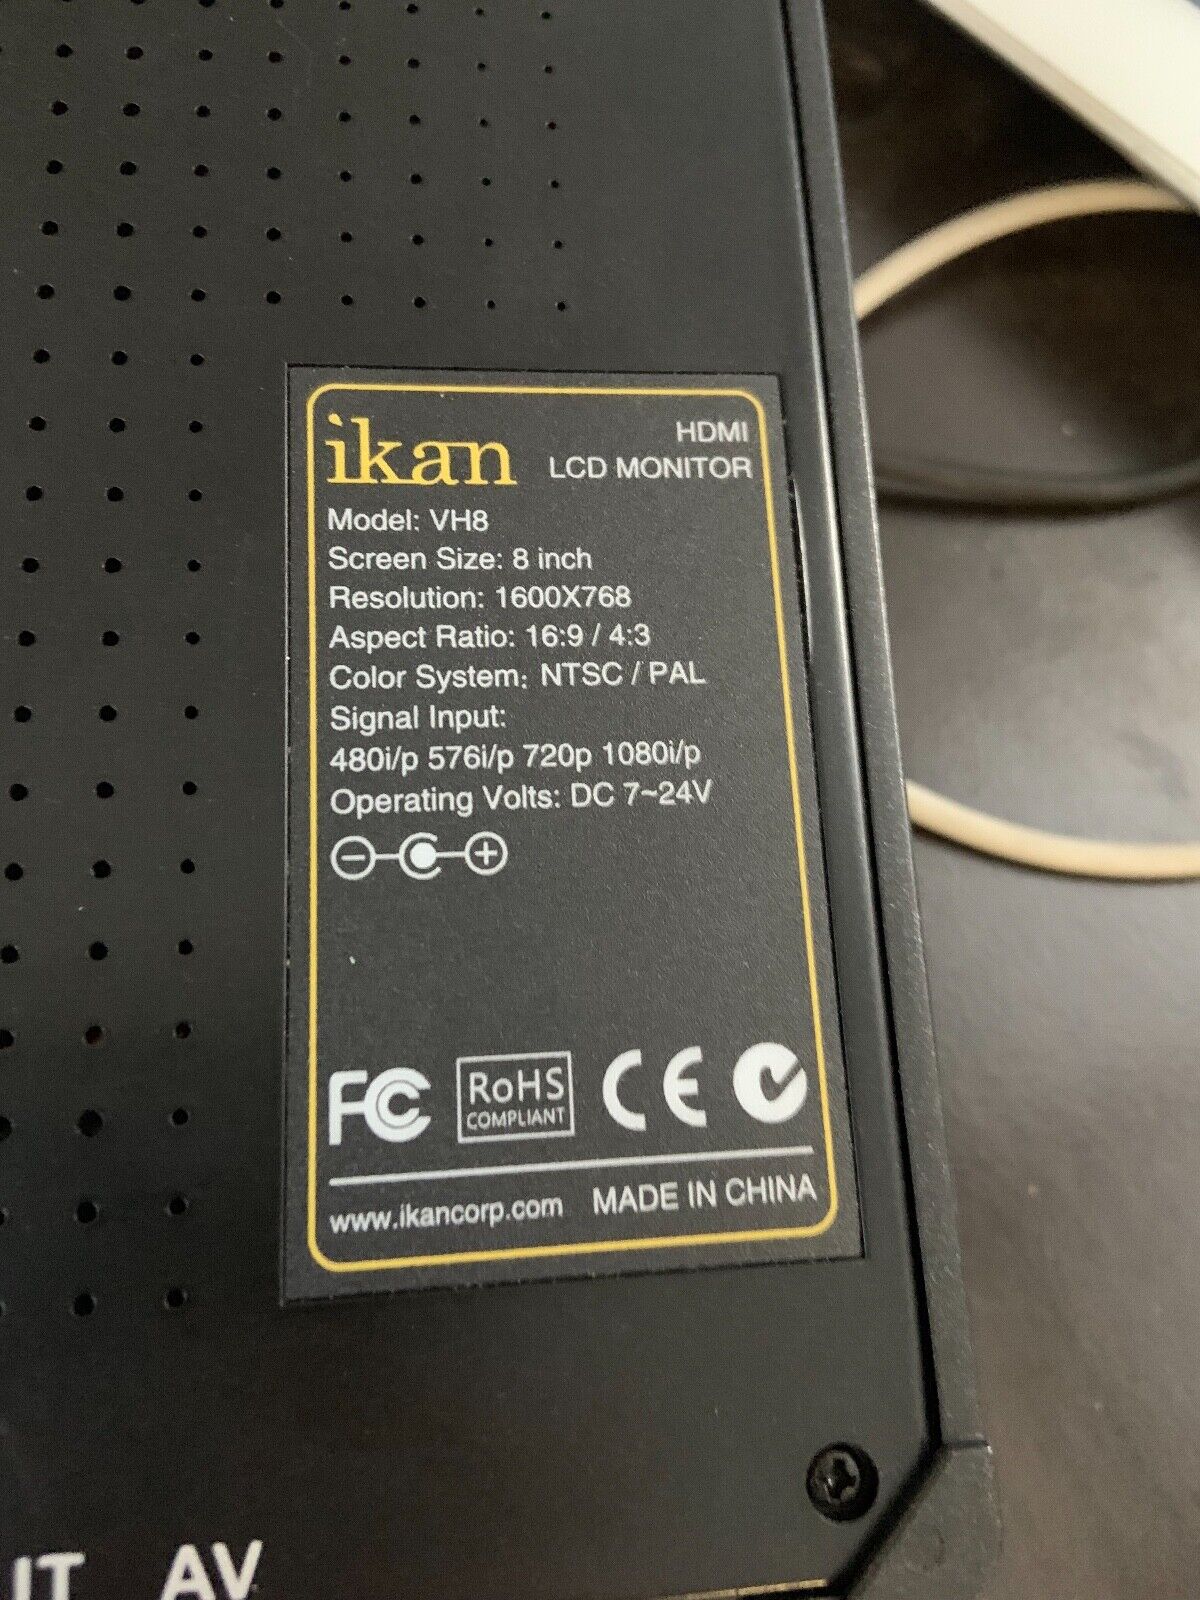 ikan
HDMI
LCD MONITOR
Model: VH8
Screen Size: 8 inch
Resolution: 1600X768
Aspect Ratio: 16:9 / 4:3
Color System: NTSC / PAL
Signal Input:
480i/p 576i/p 720p 1080i/p
Operating Volts: DC 7~24V
FC
RoHS
COMPLIANT
CE
www.ikancorp.com MADE IN CHINA
AV